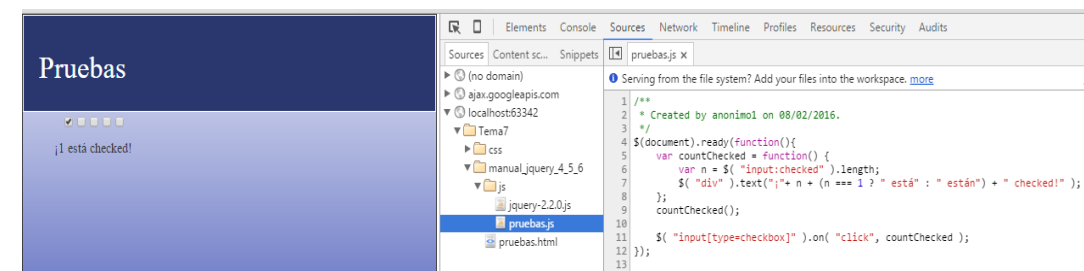 Pruebas
¡1 está checked!
Elements Console Sources Network Timeline Profiles Resources Security Audits
Sources Content sc... Snippets
(no domain)
ajax.googleapis.com
localhost:63342
Tema7
css
manual_jquery_4_5_6
js
jquery-2.2.0.js
pruebas.js
pruebas.html
pruebas.js x
Serving from the file system? Add your files into the workspace. more
1 /**
2 * Created by anonimo1 on 08/02/2016.
3 */
4 $(document).ready(function(){
5 var countChecked = function() {
6 var n = $( "input:checked" ).length;
7 $( "div" ).text("¡"+ n + (n === 1 ? " está" : " están") + " checked!" );
8 };
9 countChecked();
10
11 $( "input[type=checkbox]" ).on( "click", countChecked );
12 });
13